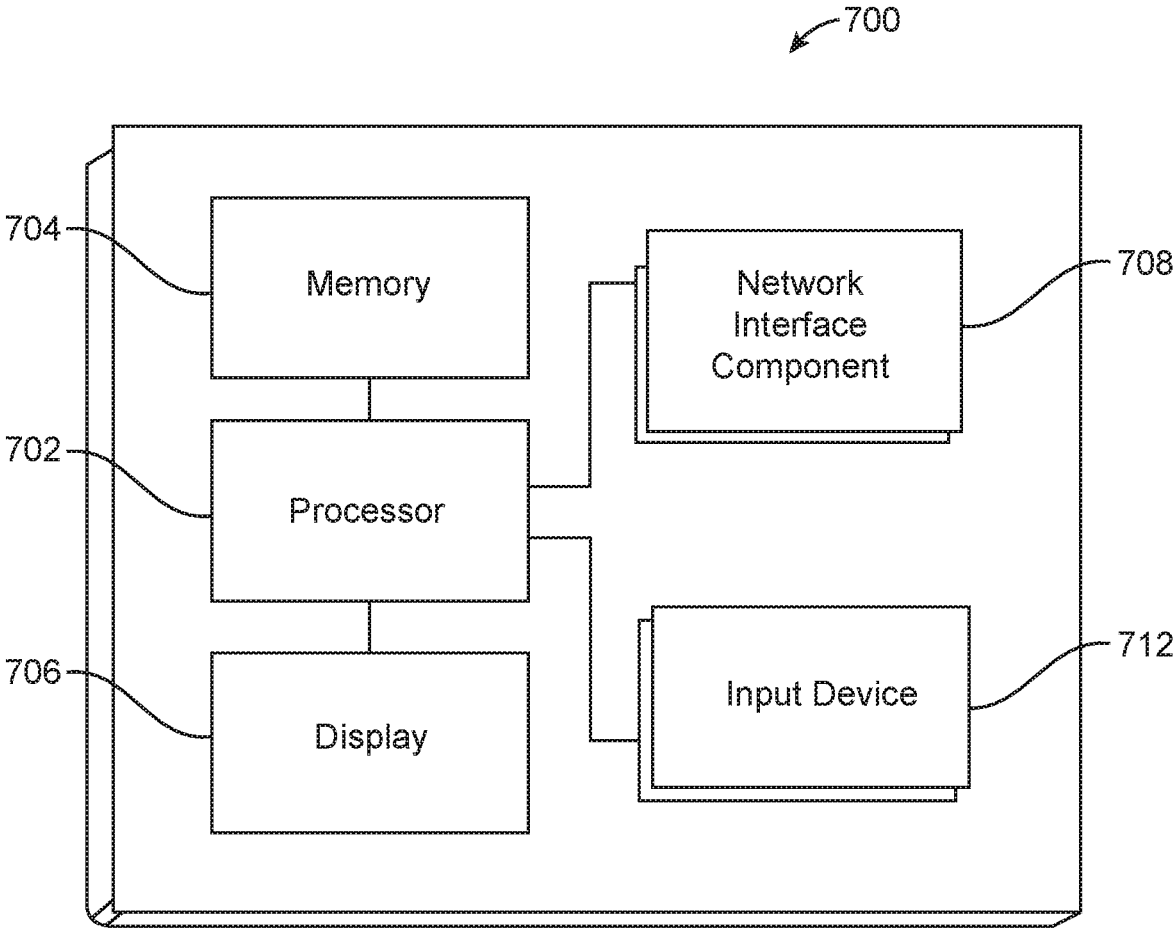 700
704
Memory
Network
Interface
Component
708
702
Processor
706
Display
Input Device
712